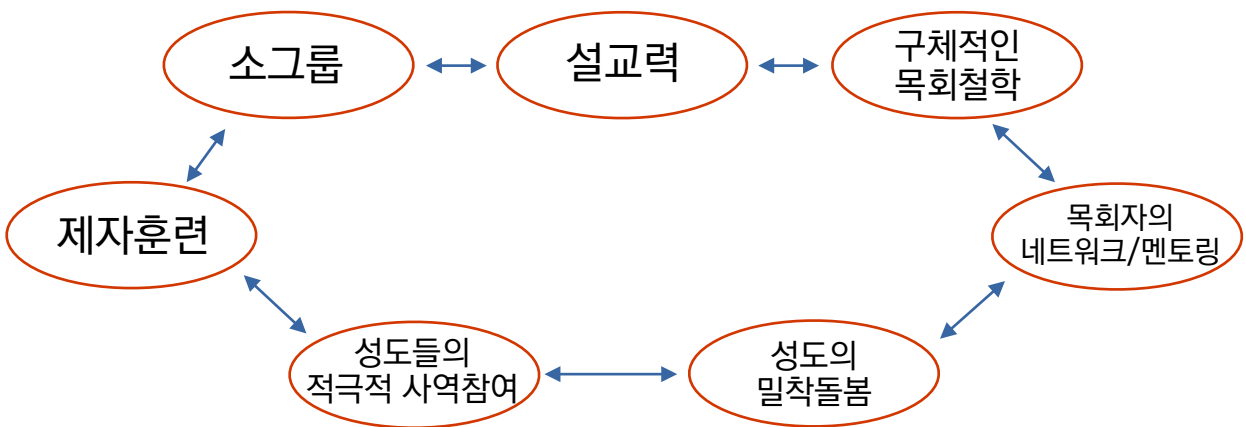 소그룹
설교력
구체적인
목회철학
제자훈련
목회자의
네트워크/멘토링
성도들의
적극적 사역참여
성도의
밀착돌봄